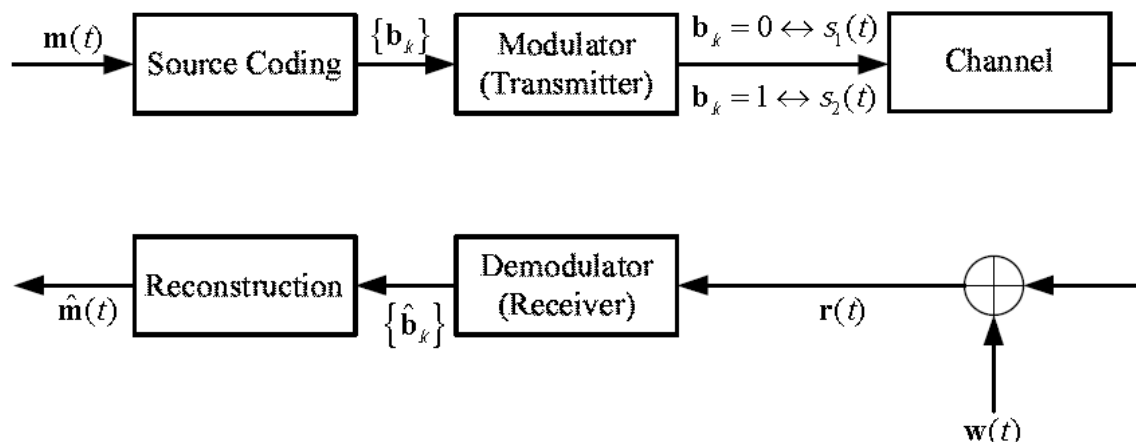 m(t)
Source Coding
{b_k}
Modulator
(Transmitter)
b_k = 0 ↔ s_1(t)
b_k = 1 ↔ s_2(t)
Channel
m̂(t)
Reconstruction
{b̂_k}
Demodulator
(Receiver)
r(t)
w(t)